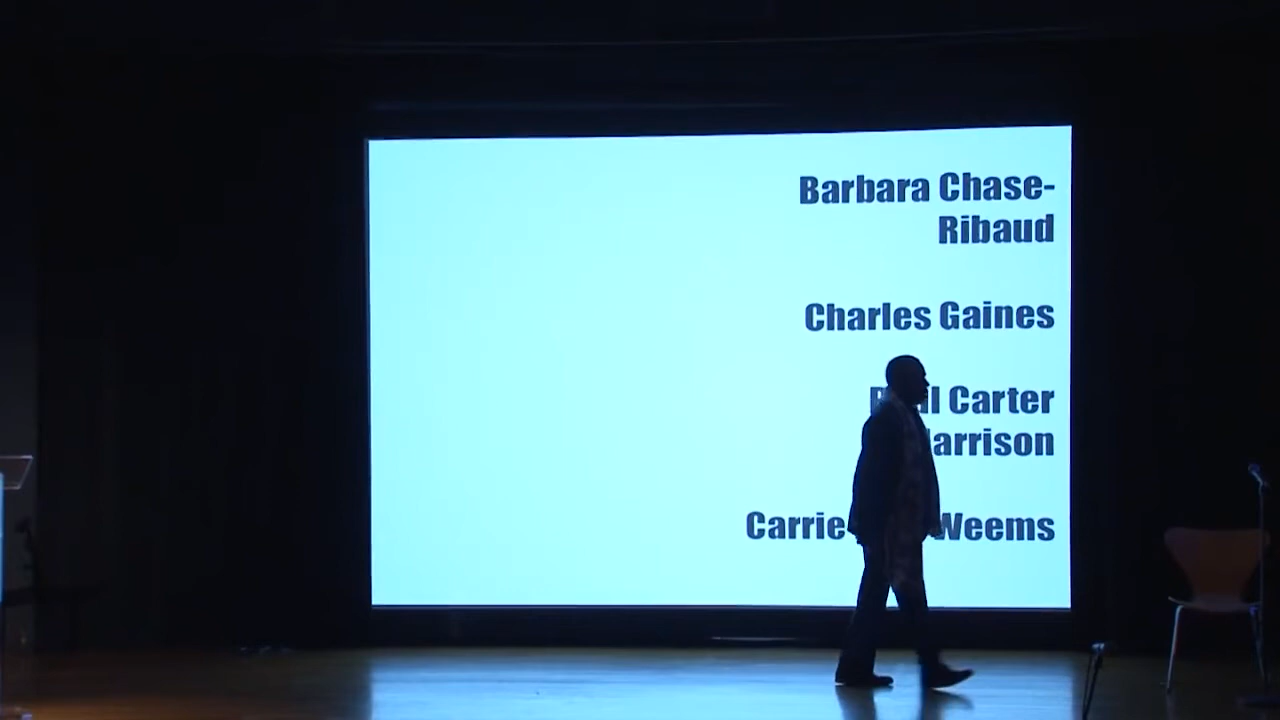 Barbara Chase-
Ribaud
Charles Gaines
Carter
Carrie Weems